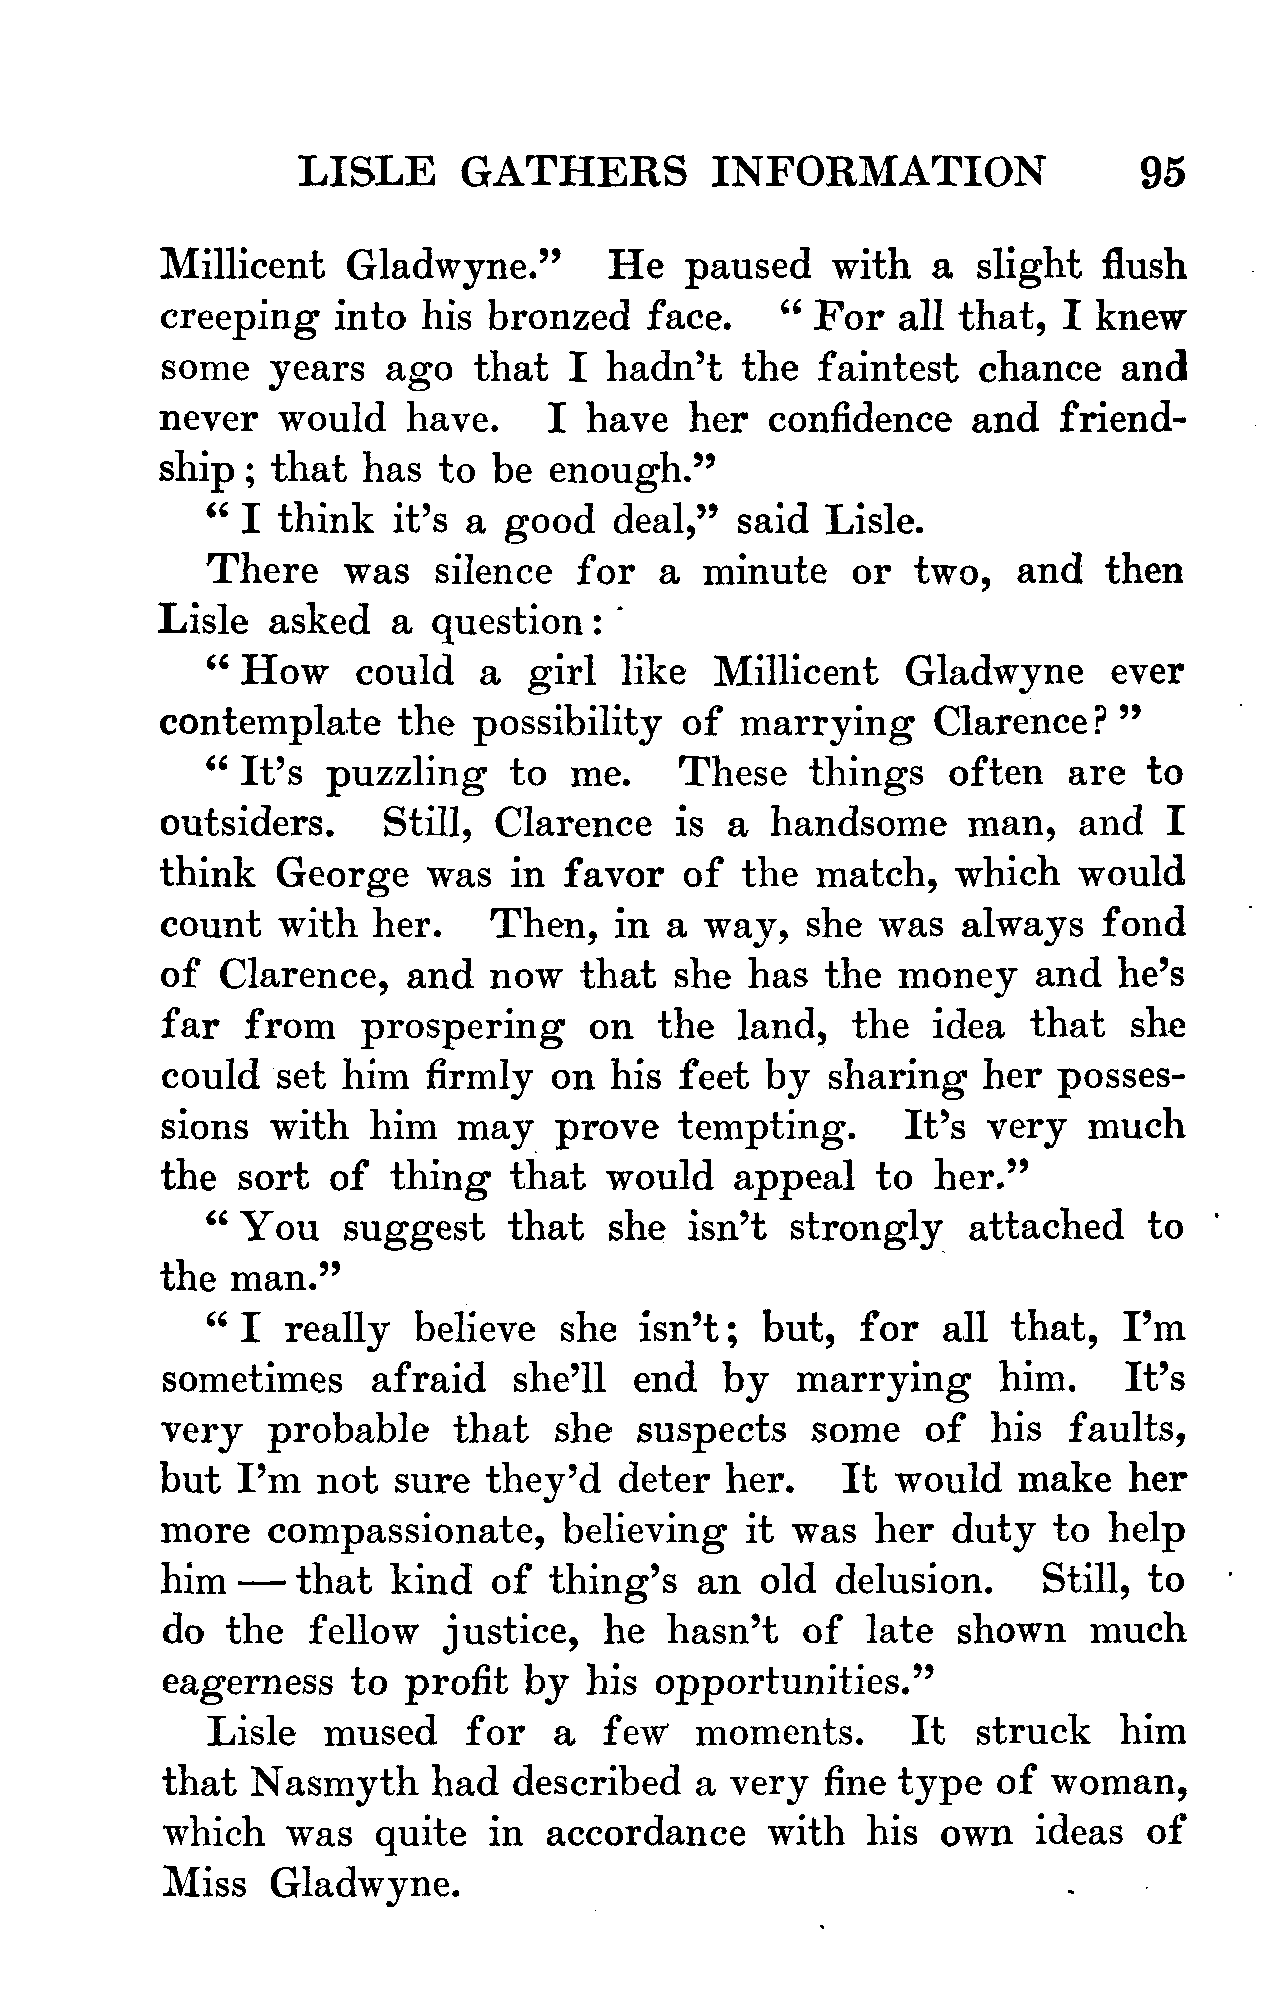 LISLE GATHERS INFORMATION 95
Millicent Gladwyne." He paused with a slight flush
creeping into his bronzed face. "For all that, I knew
some years ago that I hadn't the faintest chance and
never would have. I have her confidence and friend-
ship; that has to be enough."
"I think it's a good deal," said Lisle.
There was silence for a minute or two, and then
Lisle asked a question:
"How could a girl like Millicent Gladwyne ever
contemplate the possibility of marrying Clarence?"
"It's puzzling to me. These things often are to
outsiders. Still, Clarence is a handsome man, and I
think George was in favor of the match, which would
count with her. Then, in a way, she was always fond
of Clarence, and now that she has the money and he's
far from prospering on the land, the idea that she
could set him firmly on his feet by sharing her posses-
sions with him may prove tempting. It's very much
the sort of thing that would appeal to her."
"You suggest that she isn't strongly attached to
the man."
"I really believe she isn't; but, for all that, I'm
sometimes afraid she'll end by marrying him. It's
very probable that she suspects some of his faults,
but I'm not sure they'd deter her. It would make her
more compassionate, believing it was her duty to help
him — that kind of thing's an old delusion. Still, to
do the fellow justice, he hasn't of late shown much
eagerness to profit by his opportunities."
Lisle mused for a few moments. It struck him
that Nasmyth had described a very fine type of woman,
which was quite in accordance with his own ideas of
Miss Gladwyne.